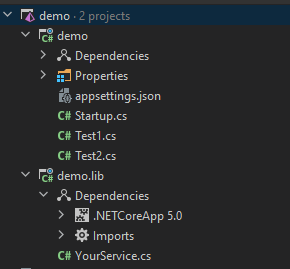 demo · 2 projects
demo
Dependencies
Properties
appsettings.json
C# Startup.cs
C# Test1.cs
C# Test2.cs
demo.lib
Dependencies
.NETCoreApp 5.0
Imports
C# YourService.cs